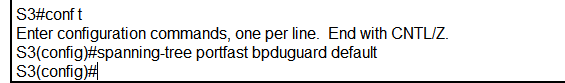 S3#conf t
Enter configuration commands, one per line.  End with CNTL/Z.
S3(config)#spanning-tree portfast bpduguard default
S3(config)#